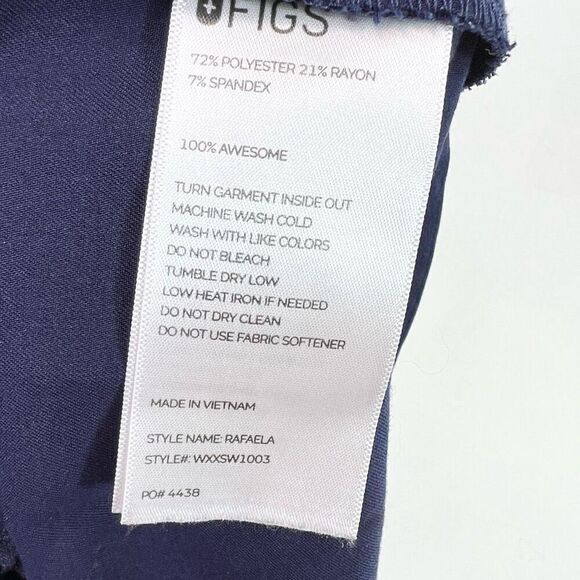 FIGS
72% POLYESTER 21% RAYON
7% SPANDEX
100% AWESOME
TURN GARMENT INSIDE OUT
MACHINE WASH COLD
WASH WITH LIKE COLORS
DO NOT BLEACH
TUMBLE DRY LOW
LOW HEAT IRON IF NEEDED
DO NOT DRY CLEAN
DO NOT USE FABRIC SOFTENER
MADE IN VIETNAM
STYLE NAME: RAFAELA
STYLE#: WXXSW1003
PO# 4438